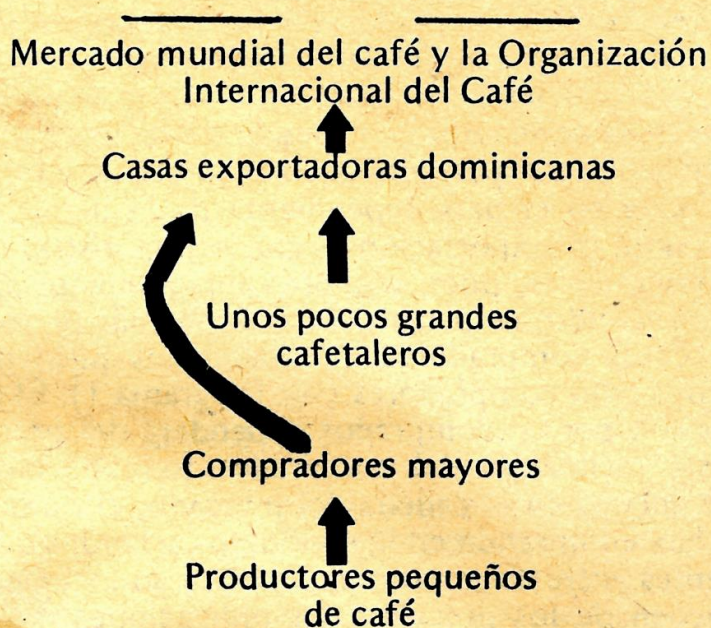 Mercado mundial del café y la Organización
Internacional del Café
Casas exportadoras dominicanas
Unos pocos grandes
cafetaleros
Compradores mayores
Productores pequeños
de café